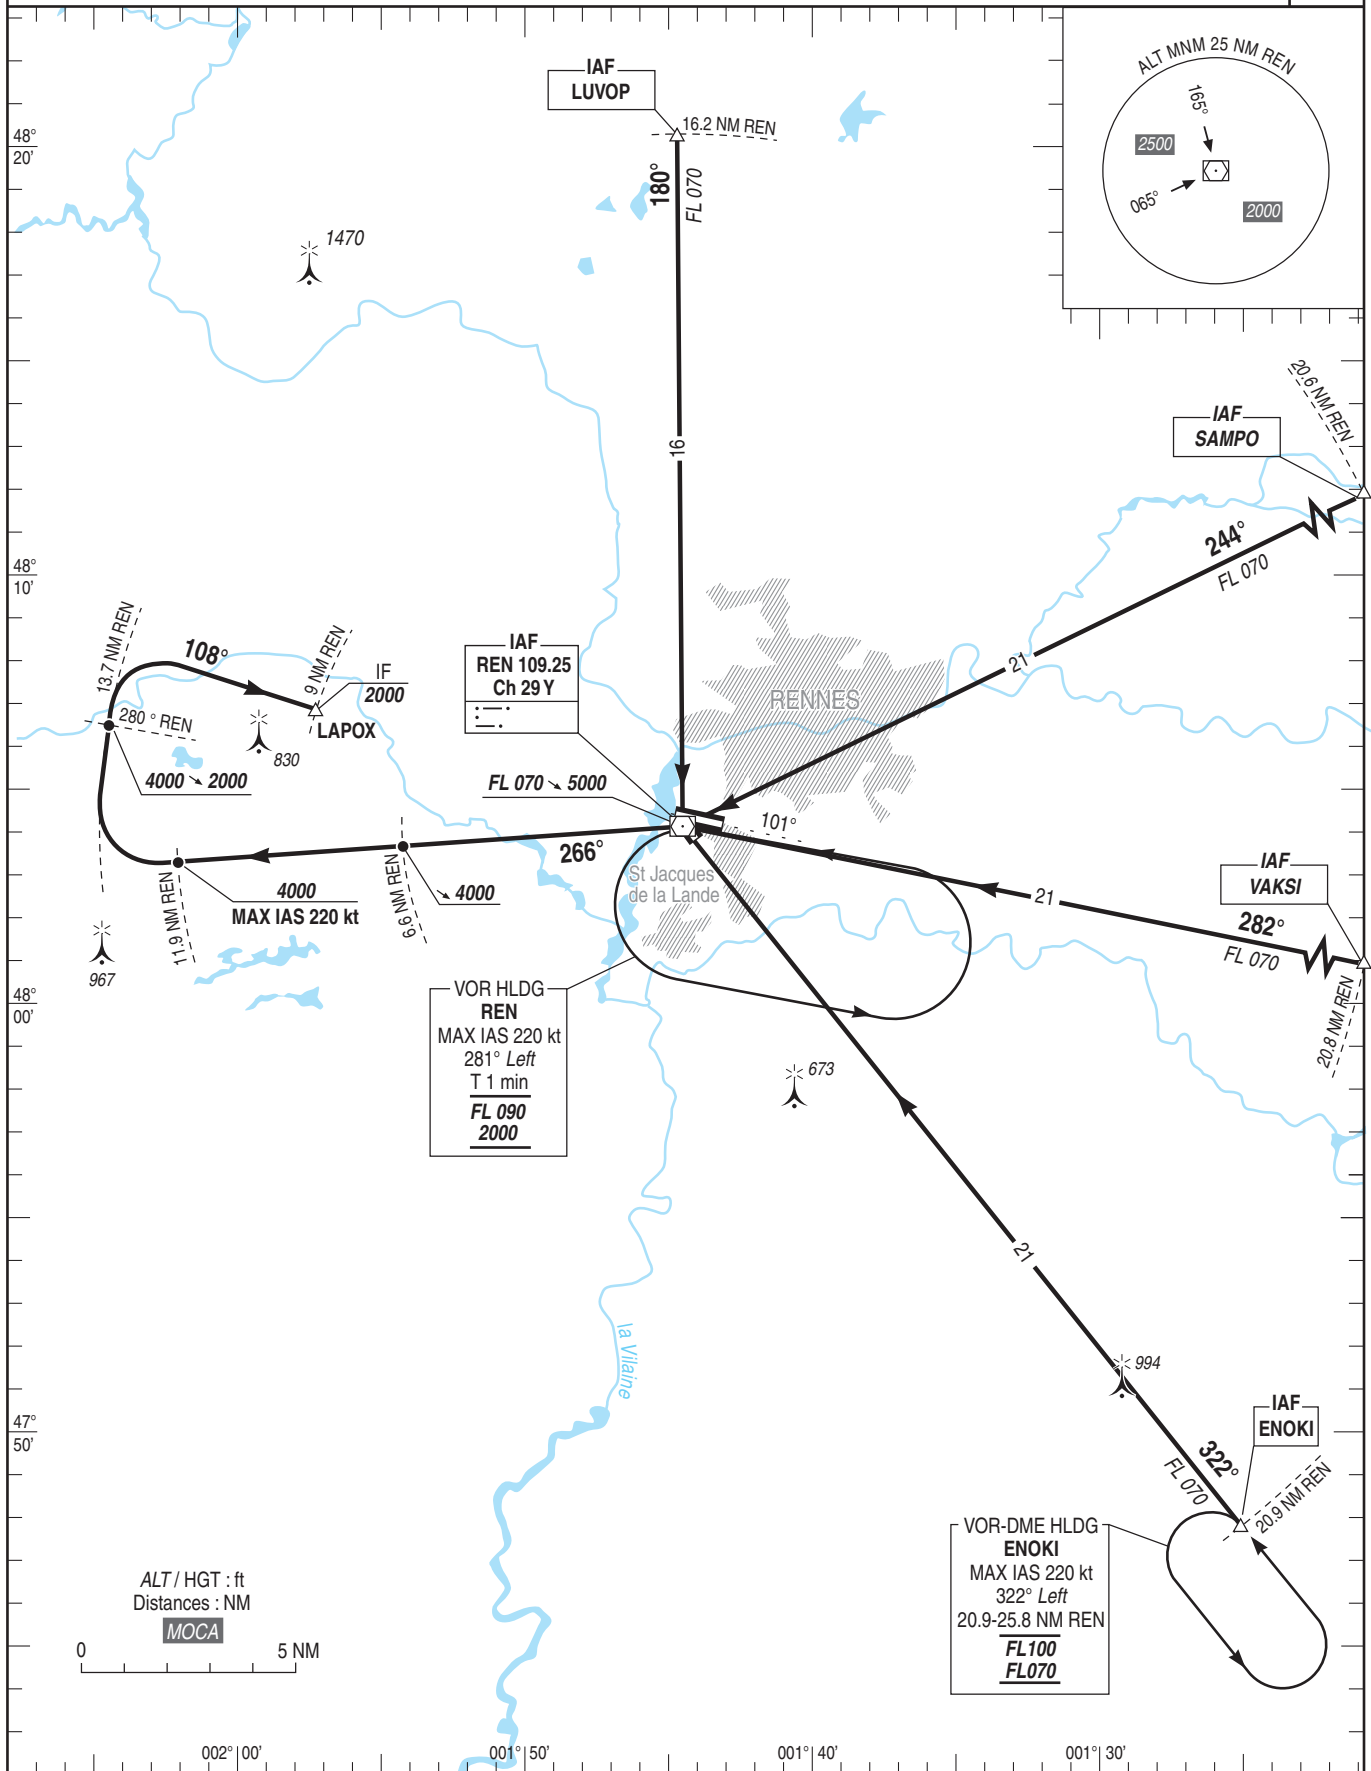 IAF
LUVOP
16.2 NM REN
180°
FL 070
16
ALT MNM 25 NM REN
165°
2500
065°
2000
48°
20'
1470
20.6 NM REN
IAF
SAMPO
244°
FL 070
21
48°
10'
13.7 NM REN
108°
9 NM REN
IF
2000
LAPOX
280° REN
830
4000 ↘ 2000
IAF
REN 109.25
Ch 29 Y
FL 070 ↘ 5000
RENNES
101°
266°
St Jacques
de la Lande
6.6 NM REN
↘ 4000
11.9 NM REN
4000
MAX IAS 220 kt
967
21
IAF
VAKSI
282°
FL 070
20.8 NM REN
48°
00'
VOR HLDG
REN
MAX IAS 220 kt
281° Left
T 1 min
FL 090
2000
673
21
la Vilaine
994
47°
50'
IAF
ENOKI
322°
FL 070
20.9 NM REN
VOR-DME HLDG
ENOKI
MAX IAS 220 kt
322° Left
20.9-25.8 NM REN
FL100
FL070
ALT / HGT : ft
Distances : NM
MOCA
0 5 NM
002° 00' 001° 50' 001° 40' 001° 30'